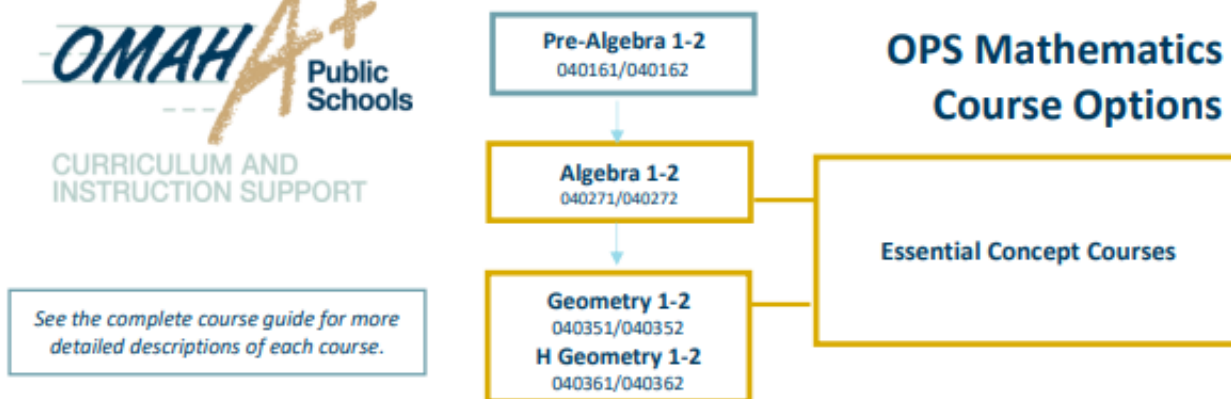 OMAHA A+
Public
Schools
CURRICULUM AND
INSTRUCTION SUPPORT
See the complete course guide for more
detailed descriptions of each course.
Pre-Algebra 1-2
040161/040162
Algebra 1-2
040271/040272
Geometry 1-2
040351/040352
H Geometry 1-2
040361/040362
OPS Mathematics
Course Options
Essential Concept Courses